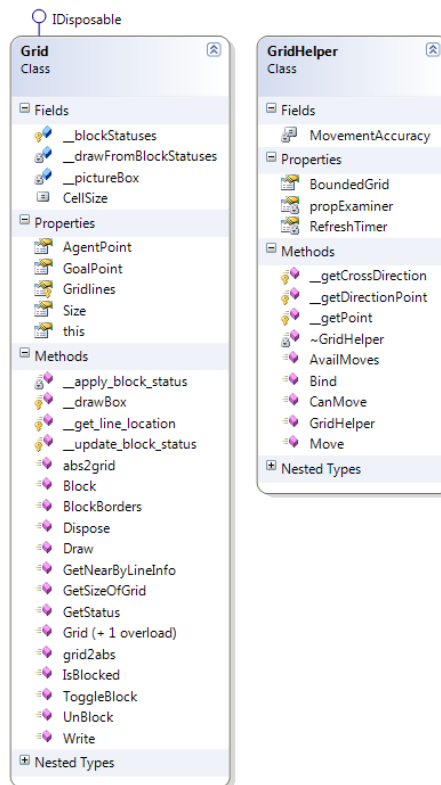 IDisposable
Grid
Class
Fields
__blockStatuses
__drawFromBlockStatuses
__pictureBox
CellSize
Properties
AgentPoint
GoalPoint
Gridlines
Size
this
Methods
__apply_block_status
__drawBox
__get_line_location
__update_block_status
abs2grid
Block
BlockBorders
Dispose
Draw
GetNearByLineInfo
GetSizeOfGrid
GetStatus
Grid (+ 1 overload)
grid2abs
IsBlocked
ToggleBlock
UnBlock
Write
Nested Types
GridHelper
Class
Fields
MovementAccuracy
Properties
BoundedGrid
propExaminer
RefreshTimer
Methods
__getCrossDirection
__getDirectionPoint
__getPoint
~GridHelper
AvailMoves
Bind
CanMove
GridHelper
Move
Nested Types